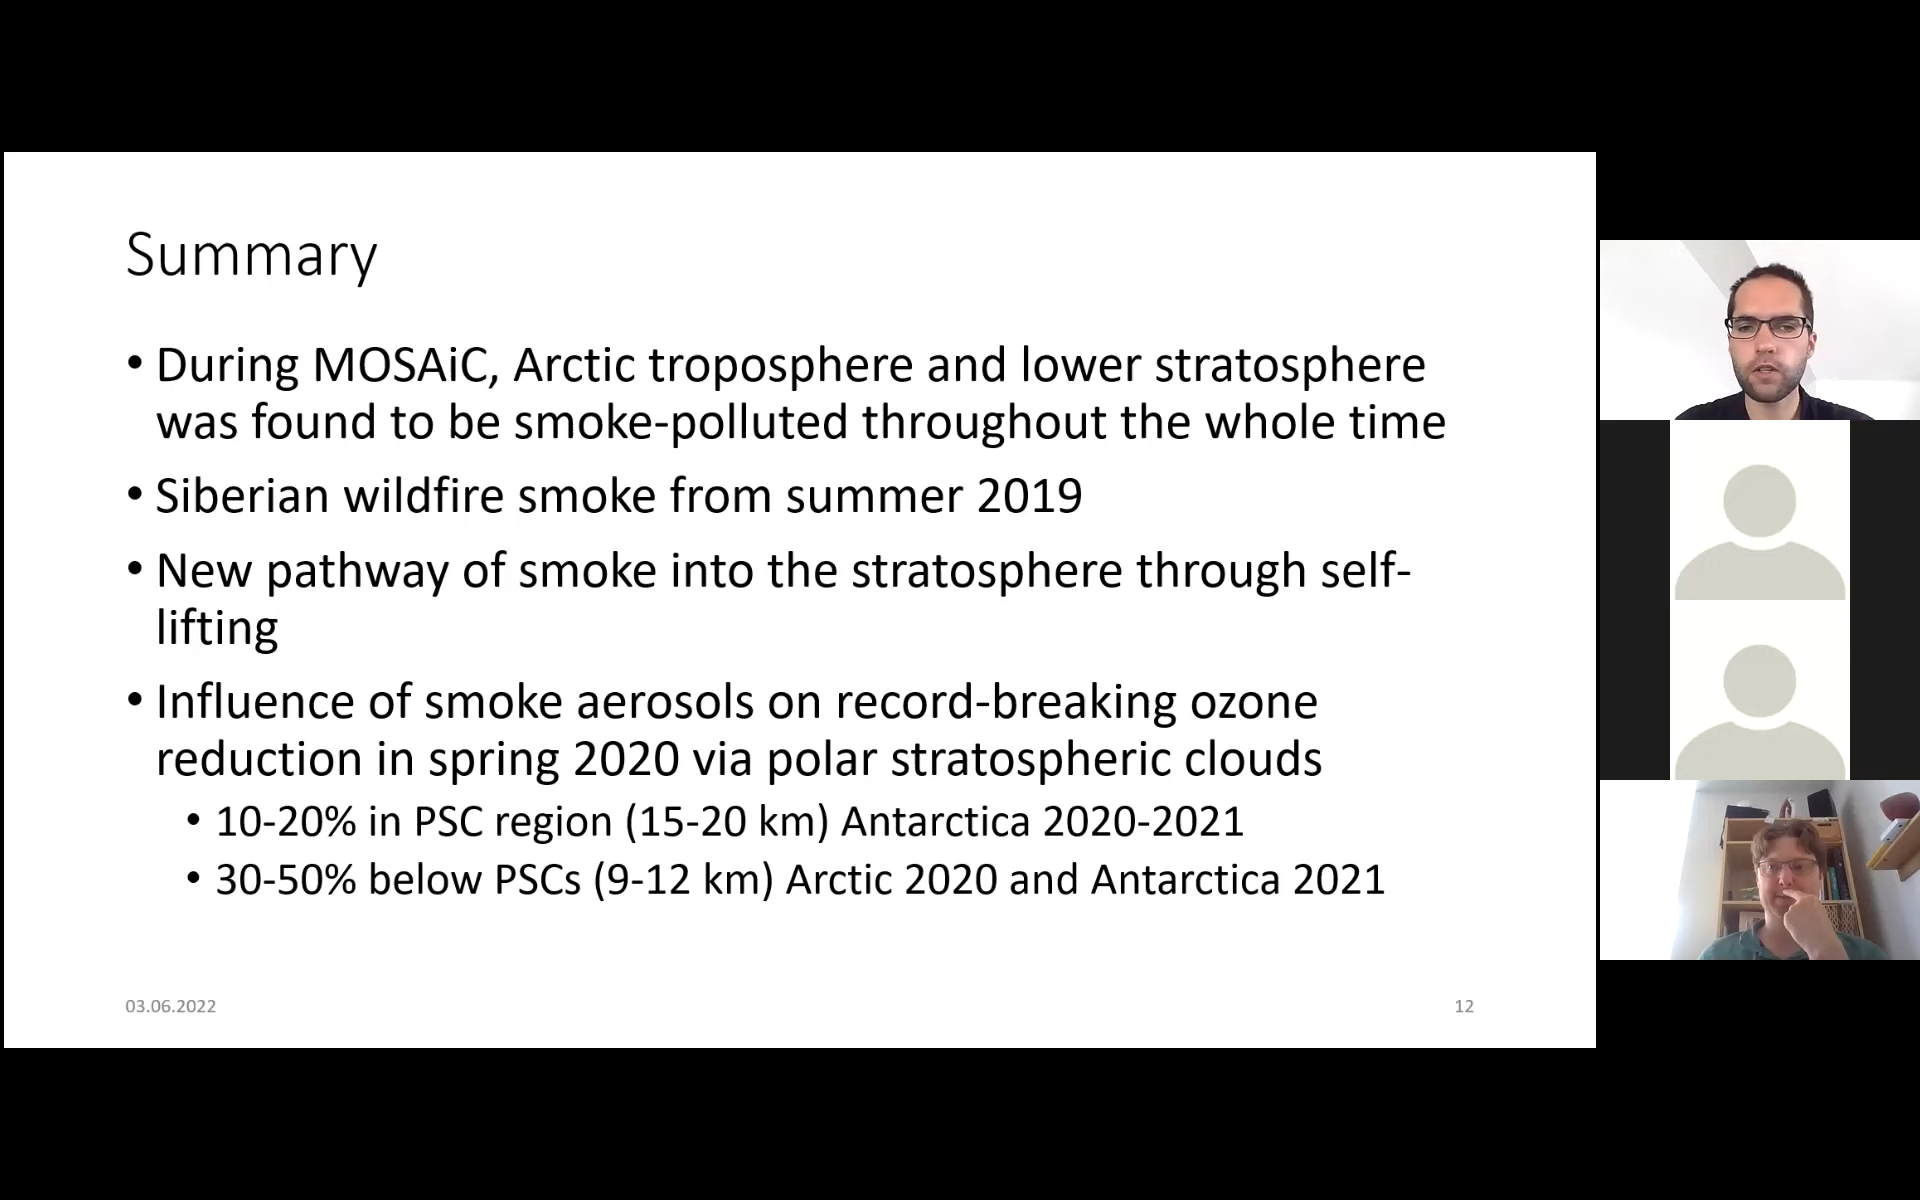 Summary
• During MOSAiC, Arctic troposphere and lower stratosphere
was found to be smoke-polluted throughout the whole time
• Siberian wildfire smoke from summer 2019
• New pathway of smoke into the stratosphere through self-
lifting
• Influence of smoke aerosols on record-breaking ozone
reduction in spring 2020 via polar stratospheric clouds
• 10-20% in PSC region (15-20 km) Antarctica 2020-2021
• 30-50% below PSCs (9-12 km) Arctic 2020 and Antarctica 2021
03.06.2022
12